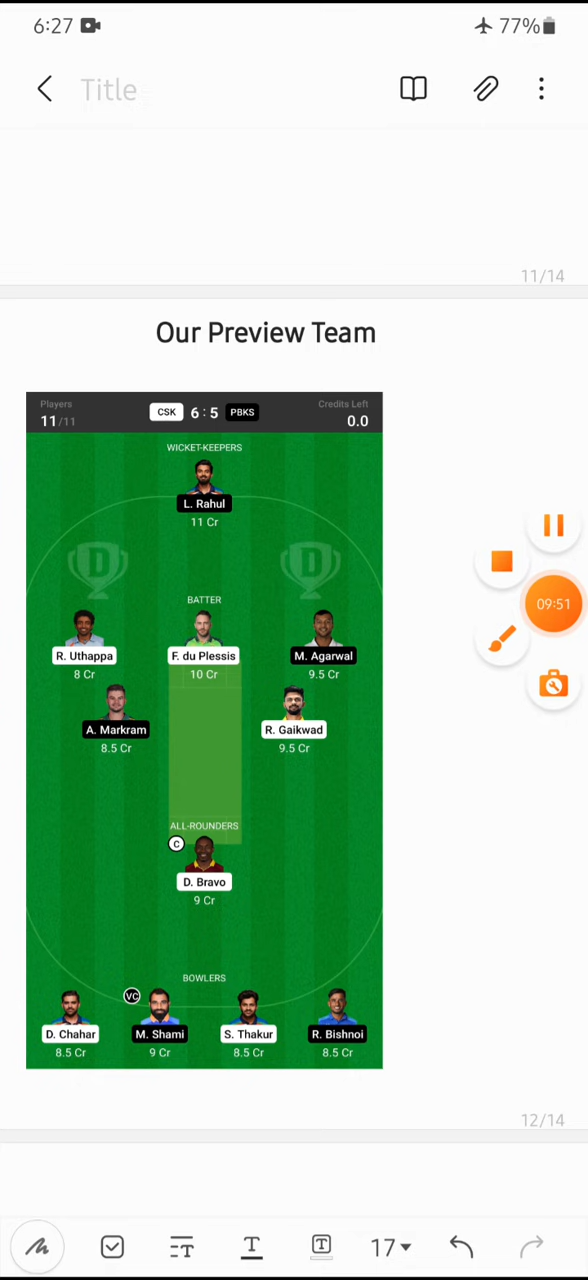 6:27 77%
Title
11/14
Our Preview Team
Players CSK 6 : 5 PBKS Credits Left
11/11 0.0
WICKET-KEEPERS
L. Rahul
11 Cr
BATTER
R. Uthappa F. du Plessis M. Agarwal
8 Cr 10 Cr 9.5 Cr
A. Markram R. Gaikwad
8.5 Cr 9.5 Cr
ALL-ROUNDERS
C
D. Bravo
9 Cr
BOWLERS
VC
D. Chahar M. Shami S. Thakur R. Bishnoi
8.5 Cr 9 Cr 8.5 Cr 8.5 Cr
09:51
12/14
T T T 17